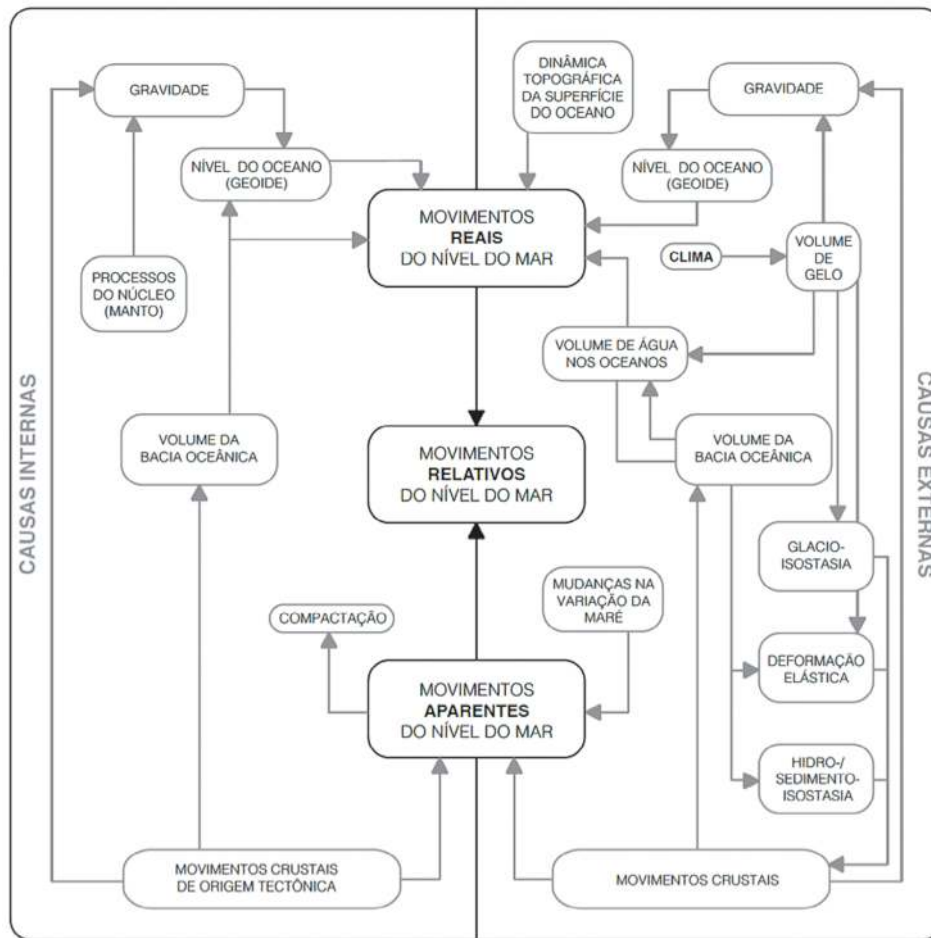 GRAVIDADE
NÍVEL DO OCEANO
(GEOIDE)
PROCESSOS
DO NÚCLEO
(MANTO)
DINÂMICA
TOPOGRÁFICA
DA SUPERFÍCIE
DO OCEANO
GRAVIDADE
NÍVEL DO OCEANO
(GEOIDE)
MOVIMENTOS
REAIS
DO NÍVEL DO MAR
CLIMA
VOLUME
DE
GELO
VOLUME DE ÁGUA
NOS OCEANOS
CAUSAS INTERNAS
VOLUME DA
BACIA OCEÂNICA
MOVIMENTOS
RELATIVOS
DO NÍVEL DO MAR
VOLUME DA
BACIA OCEÂNICA
CAUSAS EXTERNAS
GLACIO-
ISOSTASIA
COMPACTAÇÃO
MUDANÇAS NA
VARIAÇÃO DA
MARÉ
DEFORMAÇÃO
ELÁSTICA
MOVIMENTOS
APARENTES
DO NÍVEL DO MAR
HIDRO-/
SEDIMENTO-
ISOSTASIA
MOVIMENTOS CRUSTAIS
DE ORIGEM TECTÔNICA
MOVIMENTOS CRUSTAIS